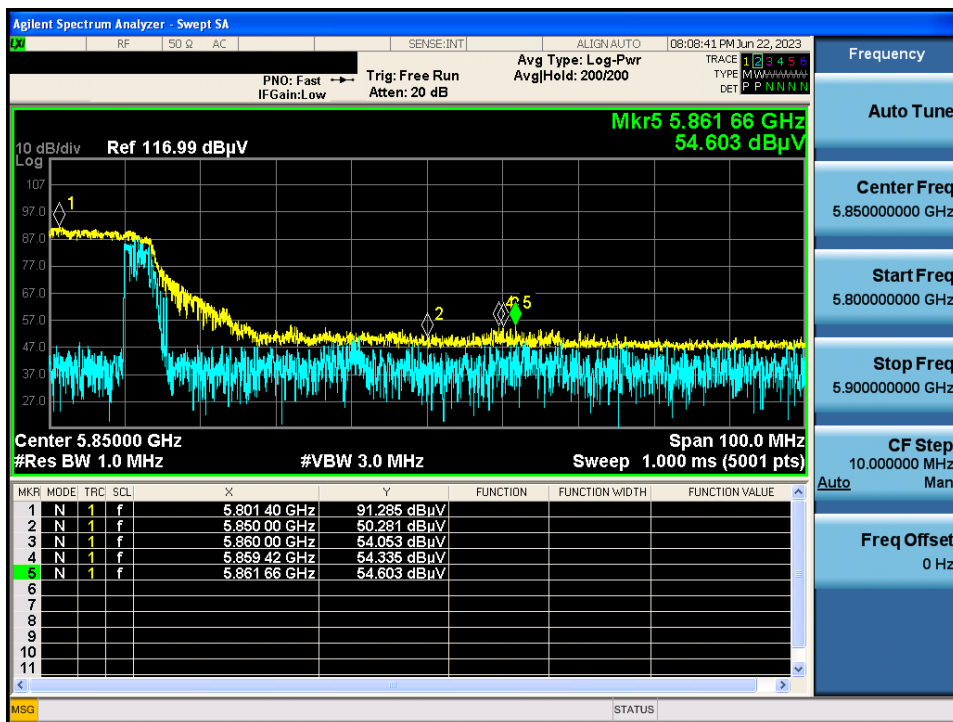 Agilent Spectrum Analyzer - Swept SA
LXI RF 50 Ω AC SENSE:INT ALIGN AUTO 08:08:41 PM Jun 22, 2023
Frequency
PNO: Fast Trig: Free Run Avg Type: Log-Pwr TRACE 1 2 3 4 5 6
IFGain:Low Atten: 20 dB Avg|Hold: 200/200 TYPE M W
DET P P N N N N
Auto Tune
Mkr5 5.861 66 GHz
54.603 dBµV
10 dB/div Ref 116.99 dBµV
Log
107
97.0
87.0
77.0
67.0
57.0
47.0
37.0
27.0
1
2
4
5
Center Freq
5.850000000 GHz
Start Freq
5.800000000 GHz
Stop Freq
5.900000000 GHz
Center 5.85000 GHz Span 100.0 MHz
#Res BW 1.0 MHz #VBW 3.0 MHz Sweep 1.000 ms (5001 pts)
CF Step
10.000000 MHz
Auto Man
Freq Offset
0 Hz
MKR MODE TRC SCL X Y FUNCTION FUNCTION WIDTH FUNCTION VALUE
1 N 1 f 5.801 40 GHz 91.285 dBµV
2 N 1 f 5.850 00 GHz 50.281 dBµV
3 N 1 f 5.860 00 GHz 54.053 dBµV
4 N 1 f 5.859 42 GHz 54.335 dBµV
5 N 1 f 5.861 66 GHz 54.603 dBµV
6
7
8
9
10
11
MSG STATUS